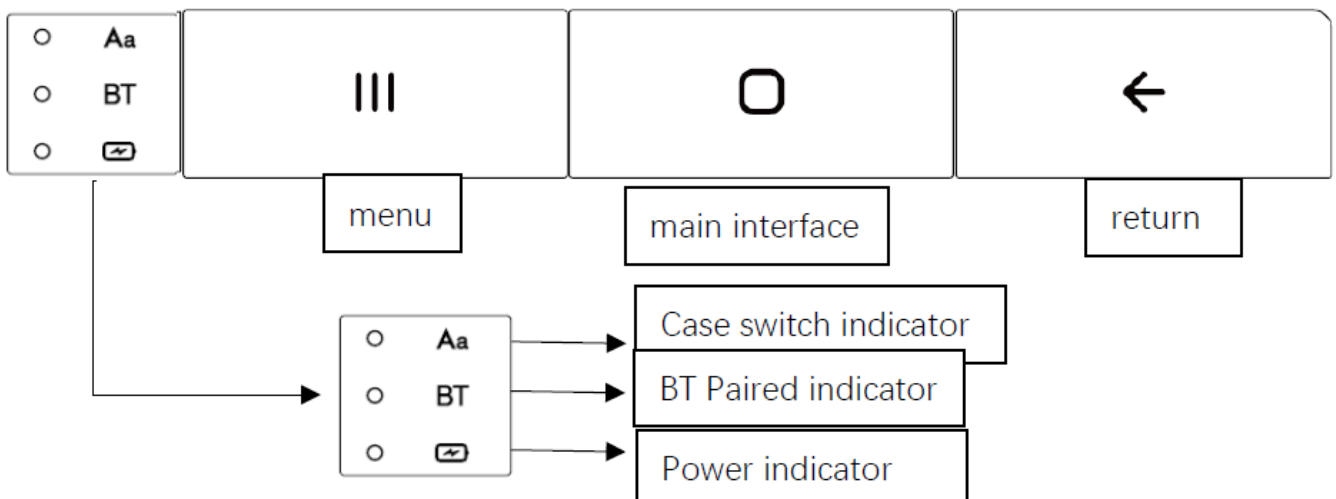 Aa
BT
menu
main interface
return
Aa
Case switch indicator
BT
BT Paired indicator
Power indicator